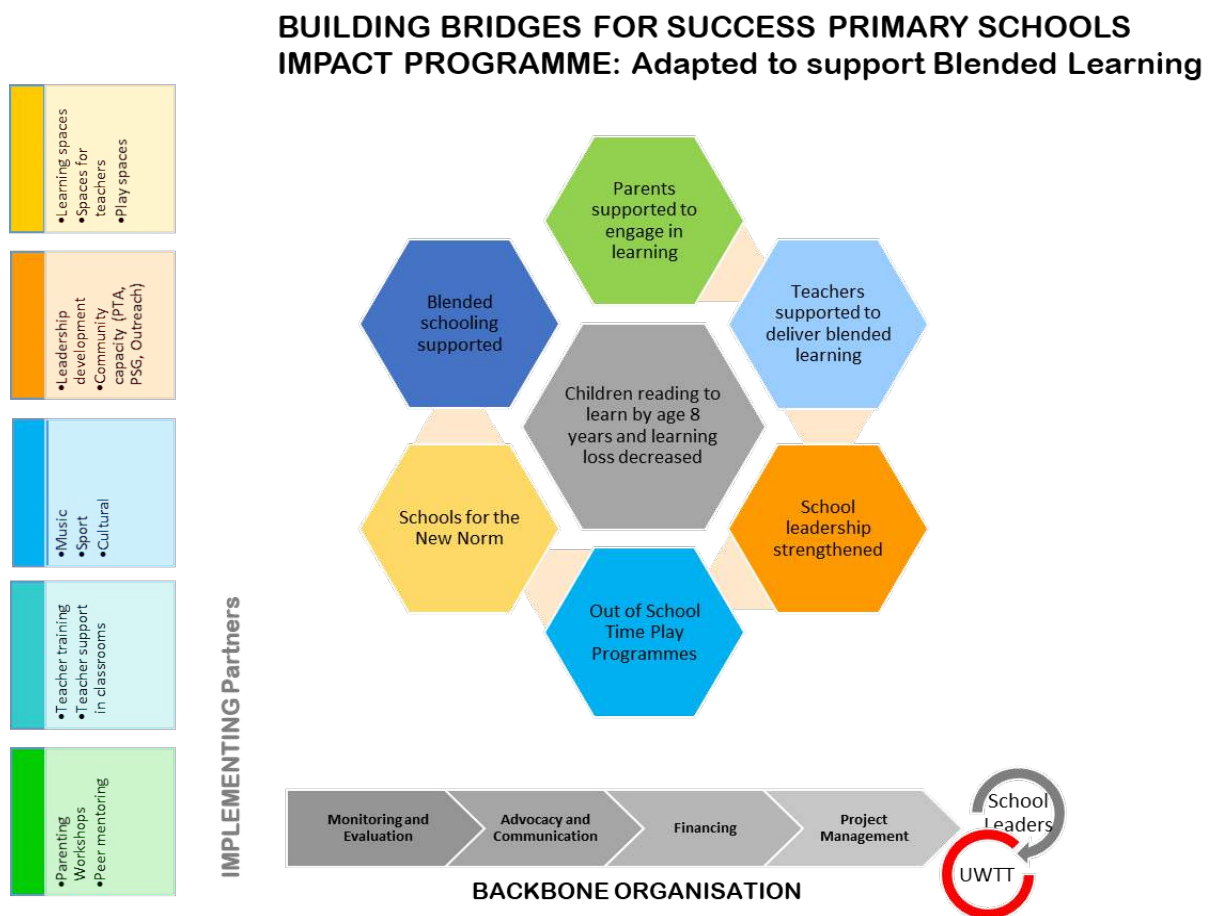 BUILDING BRIDGES FOR SUCCESS PRIMARY SCHOOLS
IMPACT PROGRAMME: Adapted to support Blended Learning
•Learning spaces
•Spaces for
teachers
•Play spaces
•Leadership
development
•Community
capacity (PTA,
PSG, Outreach)
•Music
•Sport
•Cultural
•Teacher training
•Teacher support
in classrooms
•Parenting
Workshops
•Peer mentoring
IMPLEMENTING Partners
Parents
supported to
engage in
learning
Blended
schooling
supported
Teachers
supported to
deliver blended
learning
Children reading to
learn by age 8
years and learning
loss decreased
Schools for the
New Norm
School
leadership
strengthened
Out of School
Time Play
Programmes
Monitoring and
Evaluation
Advocacy and
Communication
Financing
Project
Management
School
Leaders
UWTT
BACKBONE ORGANISATION